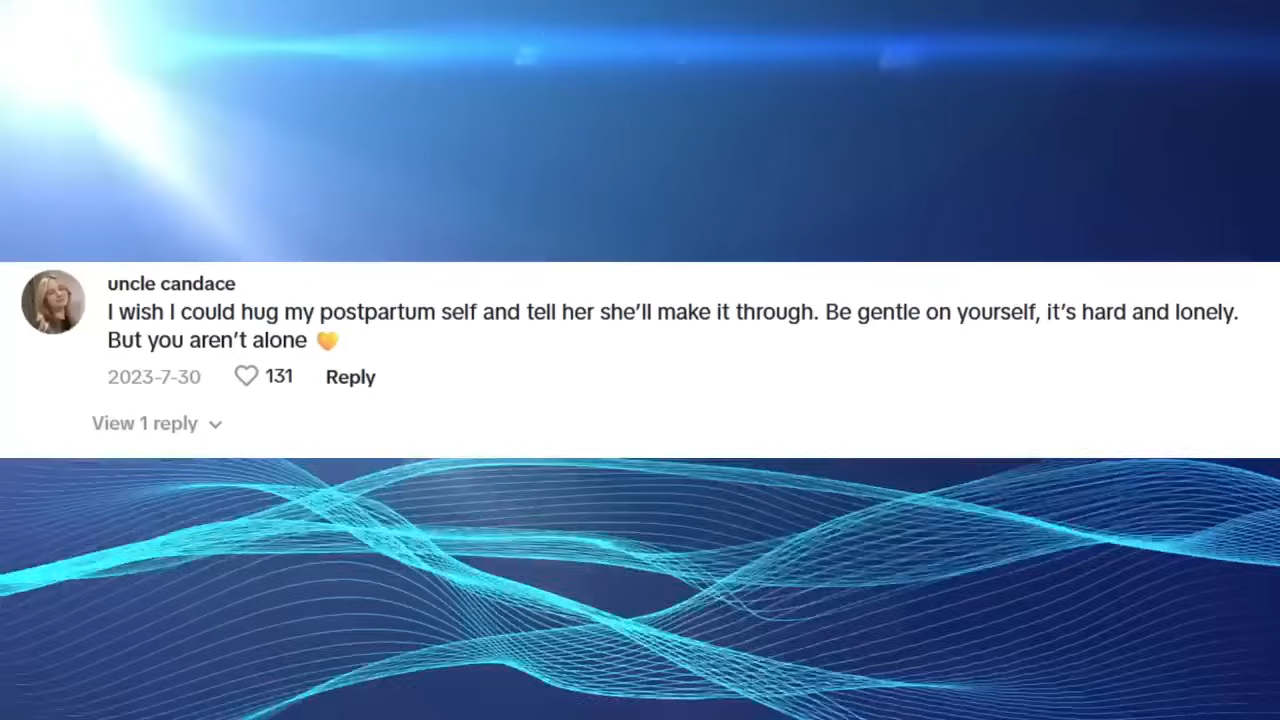 uncle candace
I wish I could hug my postpartum self and tell her she’ll make it through. Be gentle on yourself, it’s hard and lonely.
But you aren’t alone 🧡
2023-7-30 131 Reply
View 1 reply